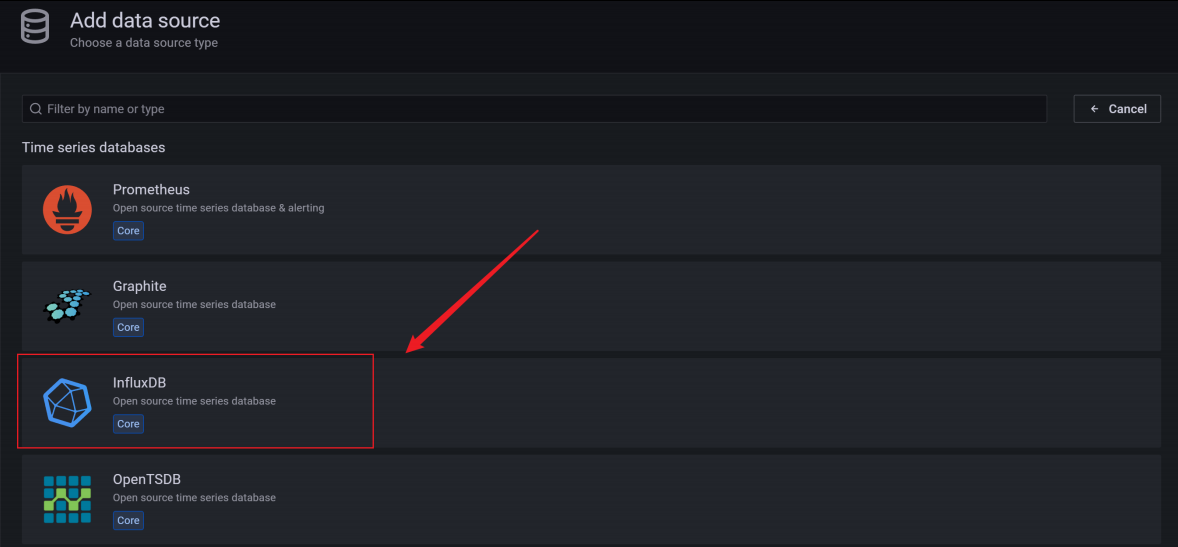 Add data source
Choose a data source type
Filter by name or type
Cancel
Time series databases
Prometheus
Open source time series database & alerting
Core
Graphite
Open source time series database
Core
InfluxDB
Open source time series database
Core
OpenTSDB
Open source time series database
Core